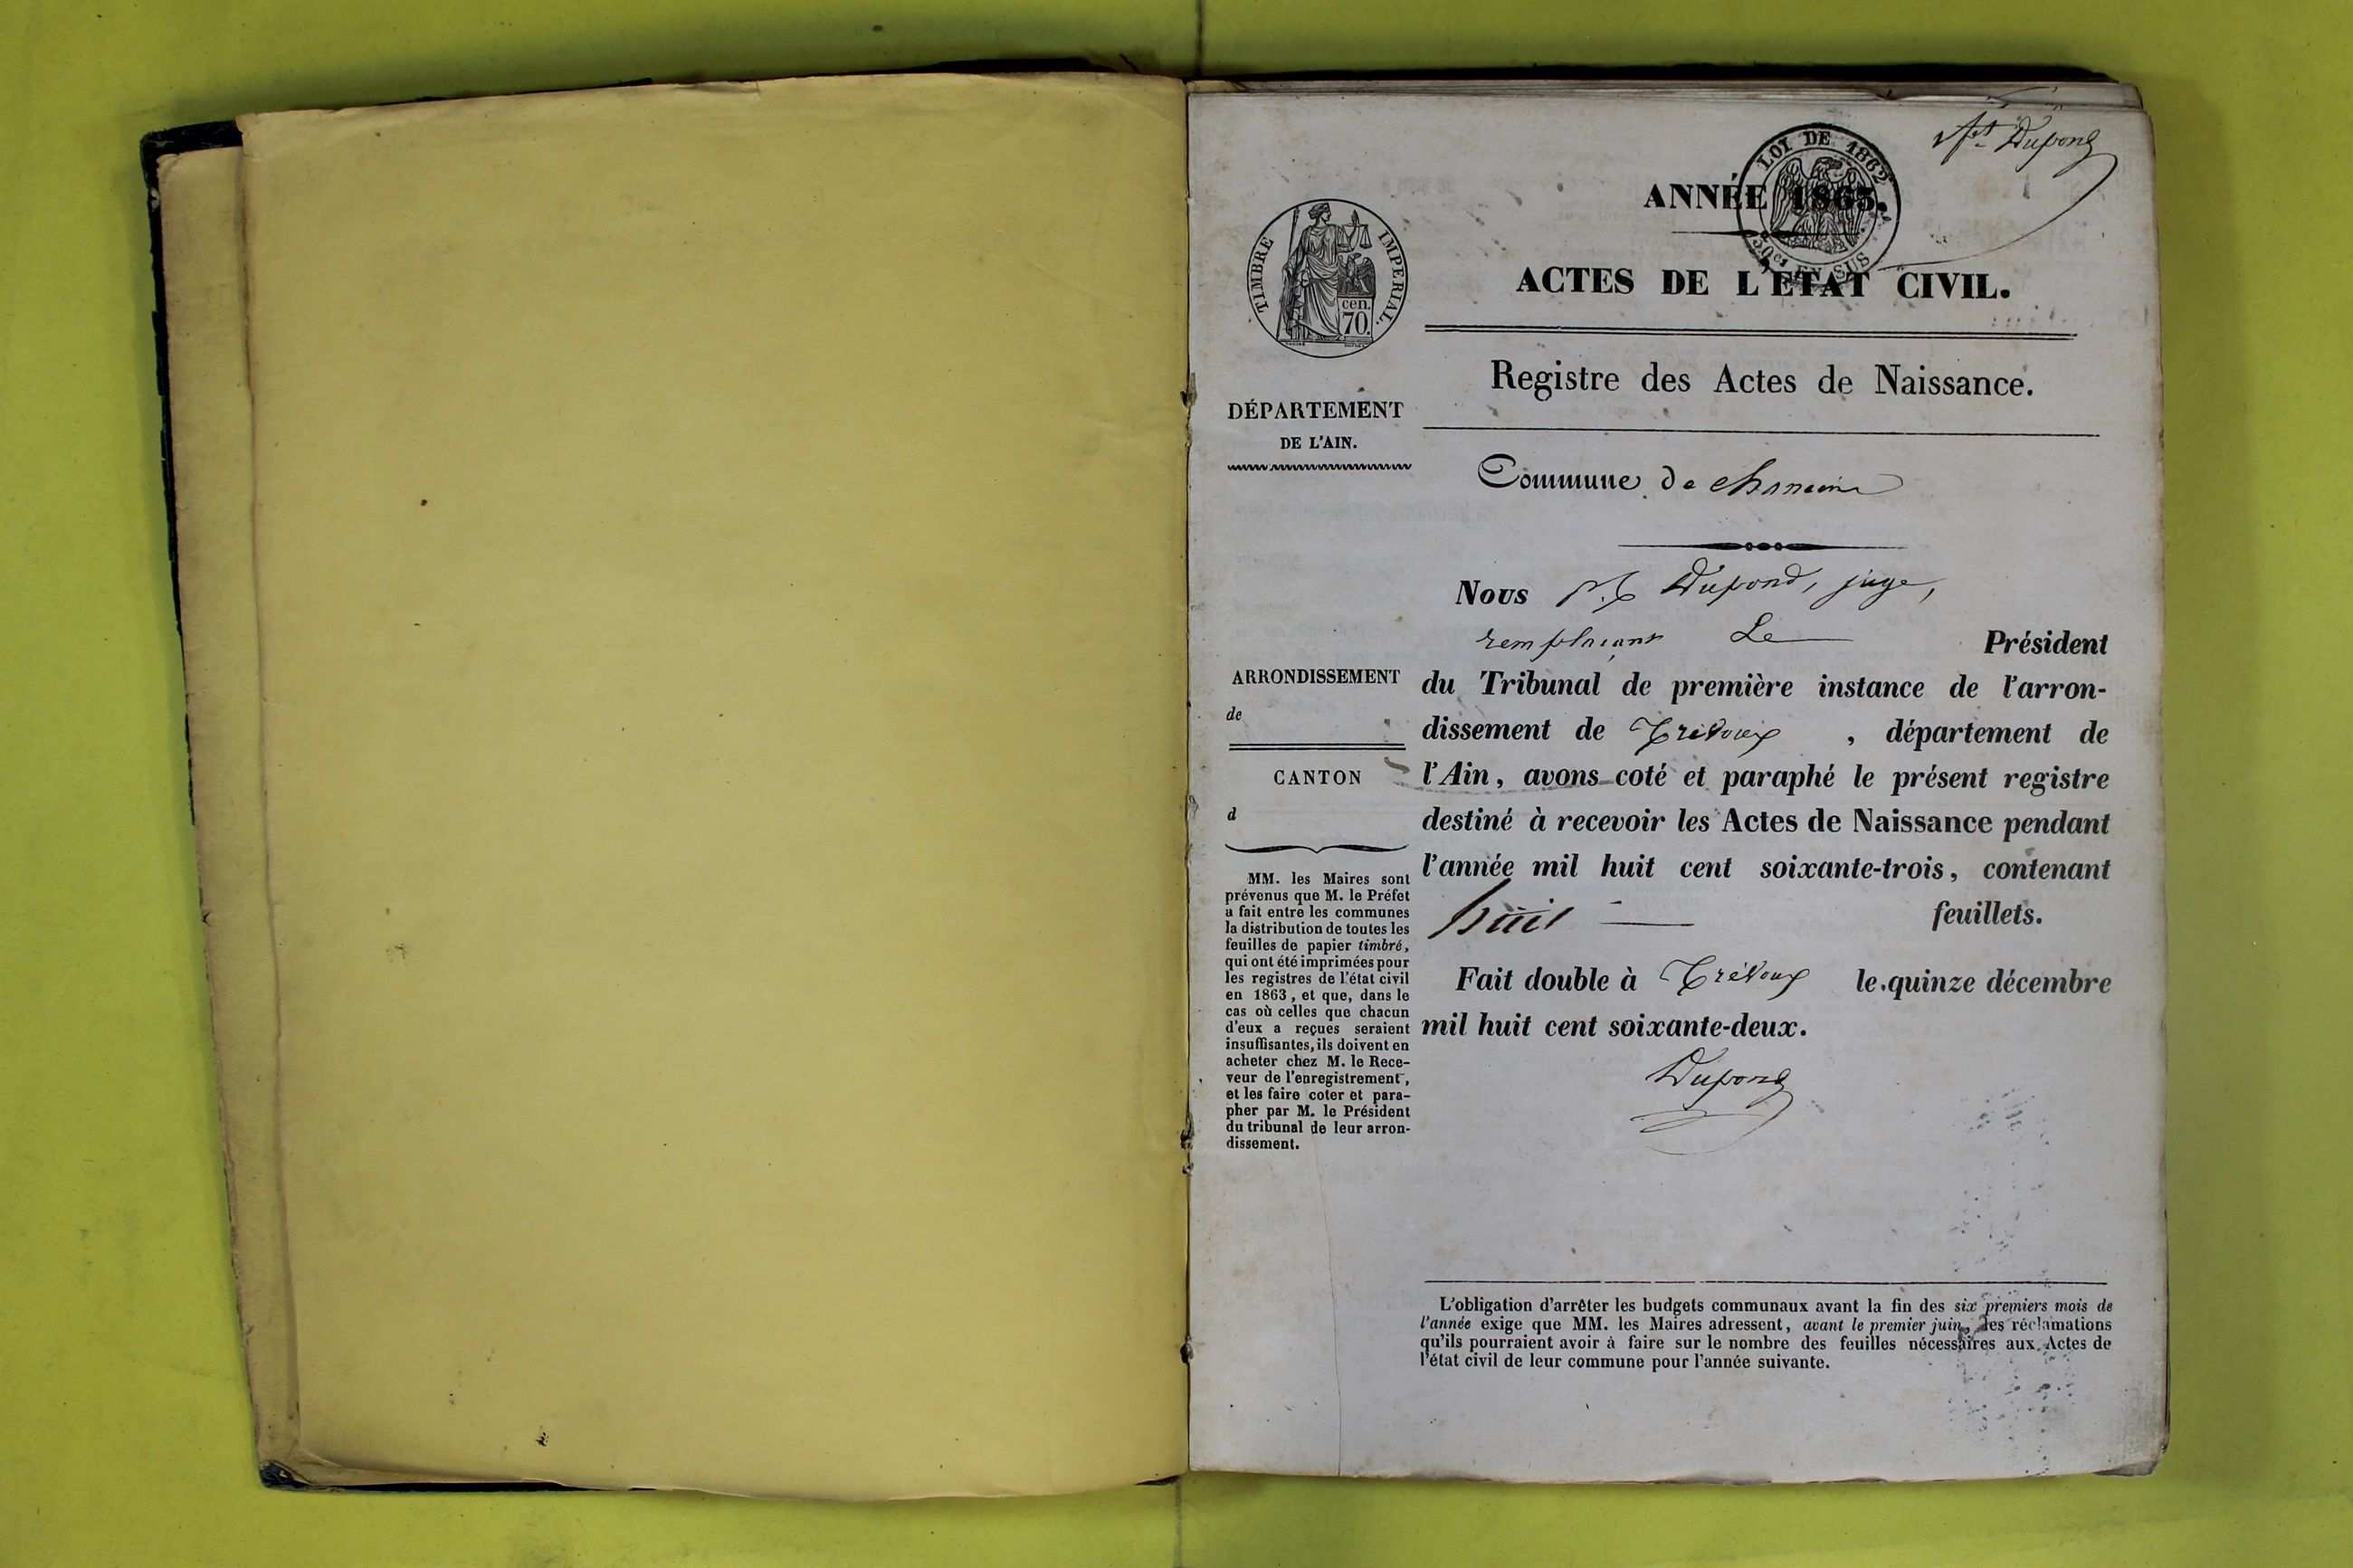 LOI DE 1862
Dupond
ANNÉE 1863.
50ces EN SUS
TIMBRE IMPERIAL.
cen.
70.
ACTES DE L'ÉTAT CIVIL.
Registre des Actes de Naissance.
DÉPARTEMENT
DE L'AIN.
Commune de
Nous Dupond, juge,
remplaçant Le Président
du Tribunal de première instance de l'arron-
dissement de Trévoux , département de
l'Ain, avons coté et paraphé le présent registre
destiné à recevoir les Actes de Naissance pendant
l'année mil huit cent soixante-trois, contenant
huit feuillets.
Fait double à Trévoux le quinze décembre
mil huit cent soixante-deux.
Dupond
ARRONDISSEMENT
de
CANTON
d
MM. les Maires sont
prévenus que M. le Préfet
a fait entre les communes
la distribution de toutes les
feuilles de papier timbré,
qui ont été imprimées pour
les registres de l'état civil
en 1863, et que, dans le
cas où celles que chacun
d'eux a reçues seraient
insuffisantes, ils doivent en
acheter chez M. le Rece-
veur de l'enregistrement,
et les faire coter et para-
pher par M. le Président
du tribunal de leur arron-
dissement.
L'obligation d'arrêter les budgets communaux avant la fin des six premiers mois de
l'année exige que MM. les Maires adressent, avant le premier juin, les réclamations
qu'ils pourraient avoir à faire sur le nombre des feuilles nécessaires aux Actes de
l'état civil de leur commune pour l'année suivante.